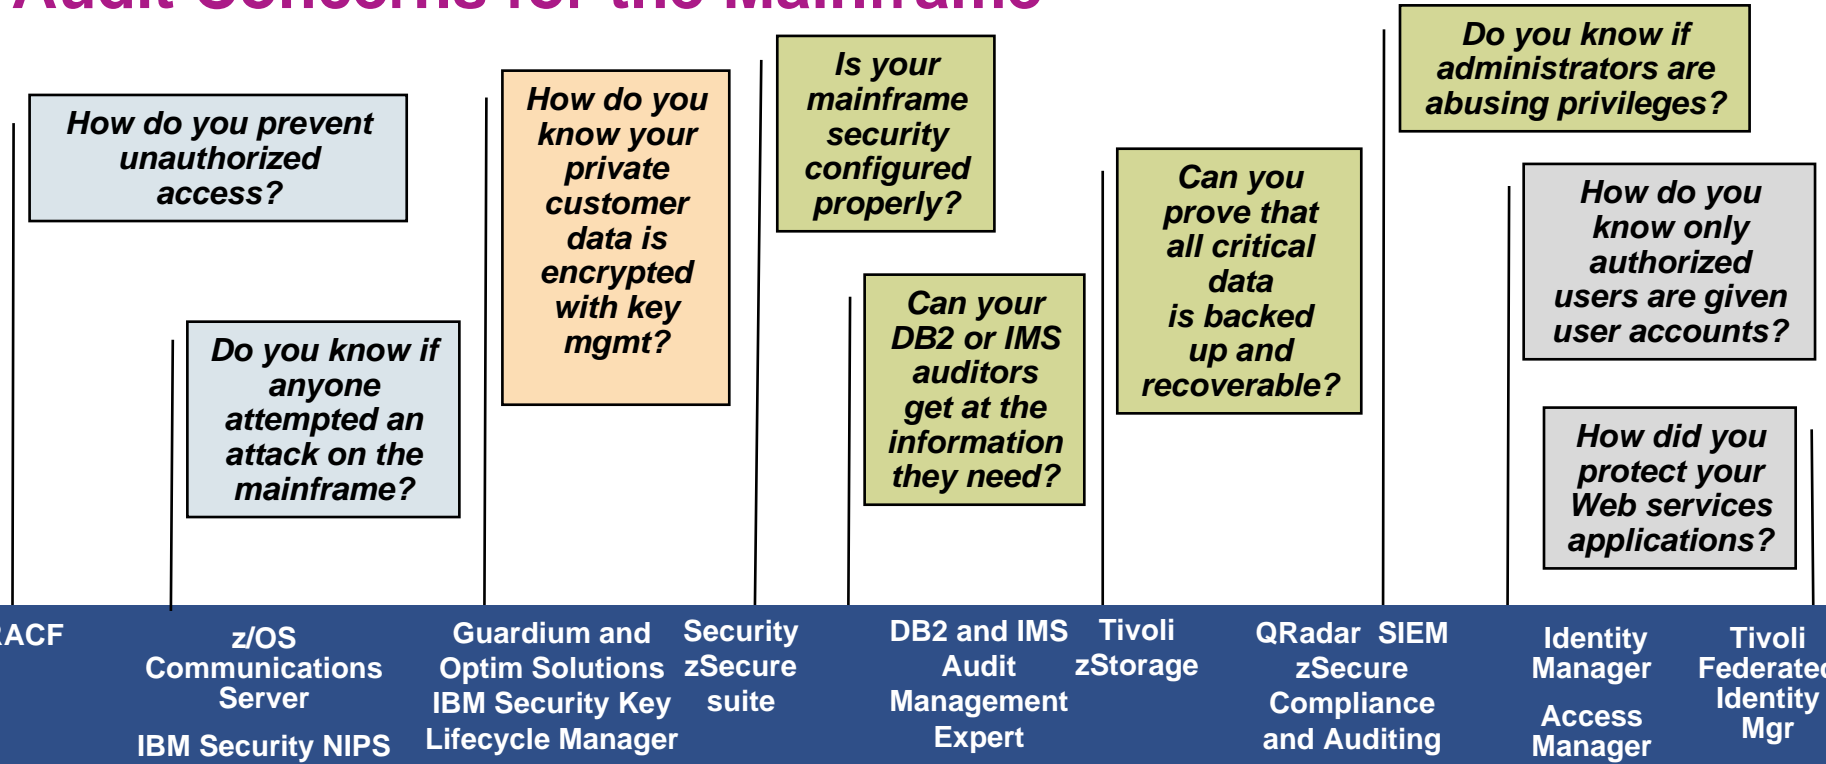 Audit Concerns for the Mainframe
How do you prevent
unauthorized
access?
Do you know if
anyone
attempted an
attack on the
mainframe?
How do you
know your
private
customer
data is
encrypted
with key
mgmt?
Is your
mainframe
security
configured
properly?
Can your
DB2 or IMS
auditors
get at the
information
they need?
Can you
prove that
all critical
data
is backed
up and
recoverable?
Do you know if
administrators are
abusing privileges?
How do you
know only
authorized
users are given
user accounts?
How did you
protect your
Web services
applications?
RACF
z/OS
Communications
Server
IBM Security NIPS
Guardium and
Optim Solutions
IBM Security Key
Lifecycle Manager
Security
zSecure
suite
DB2 and IMS
Audit
Management
Expert
Tivoli
zStorage
QRadar SIEM
zSecure
Compliance
and Auditing
Identity
Manager
Access
Manager
Tivoli
Federated
Identity
Mgr